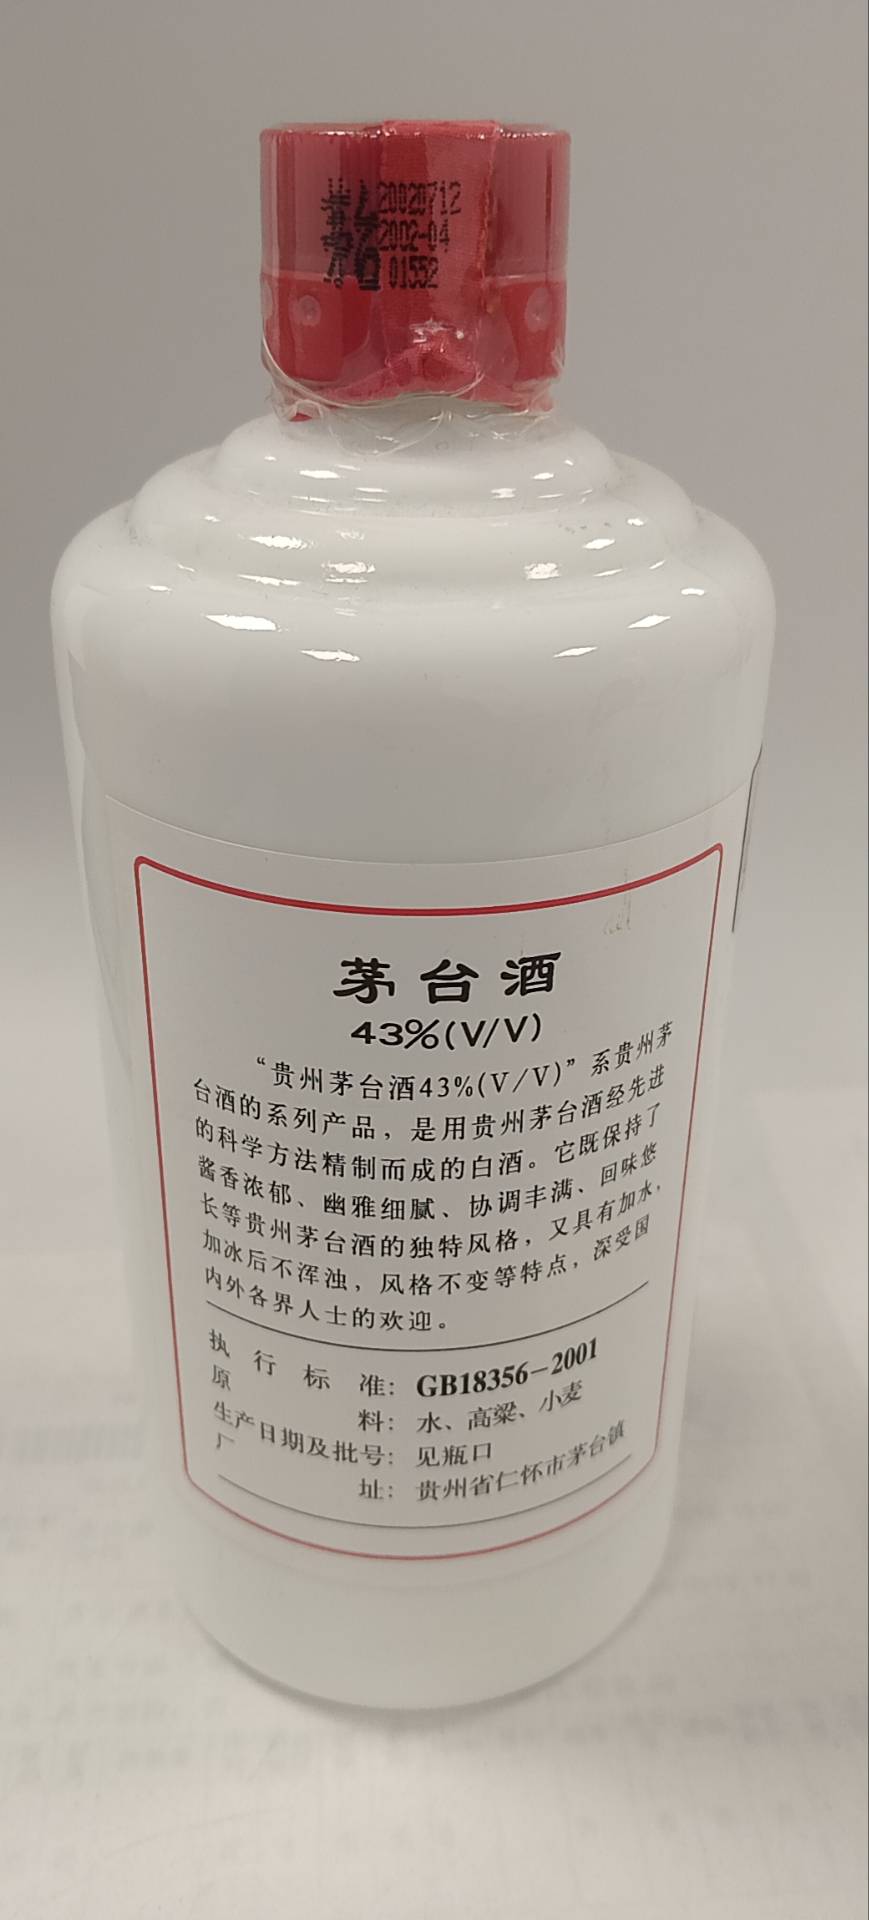 茅台
20020712
2002-04
01552
茅台酒
43%(V/V)
“贵州茅台酒43%(V/V)”系贵州茅
台酒的系列产品，是用贵州茅台酒经先进
的科学方法精制而成的白酒。它既保持了
酱香浓郁、幽雅细腻、协调丰满、回味悠
长等贵州茅台酒的独特风格，又具有加水，
加冰后不浑浊，风格不变等特点，深受国
内外各界人士的欢迎。
执行标准：GB18356-2001
原料：水、高粱、小麦
生产日期及批号：见瓶口
厂址：贵州省仁怀市茅台镇